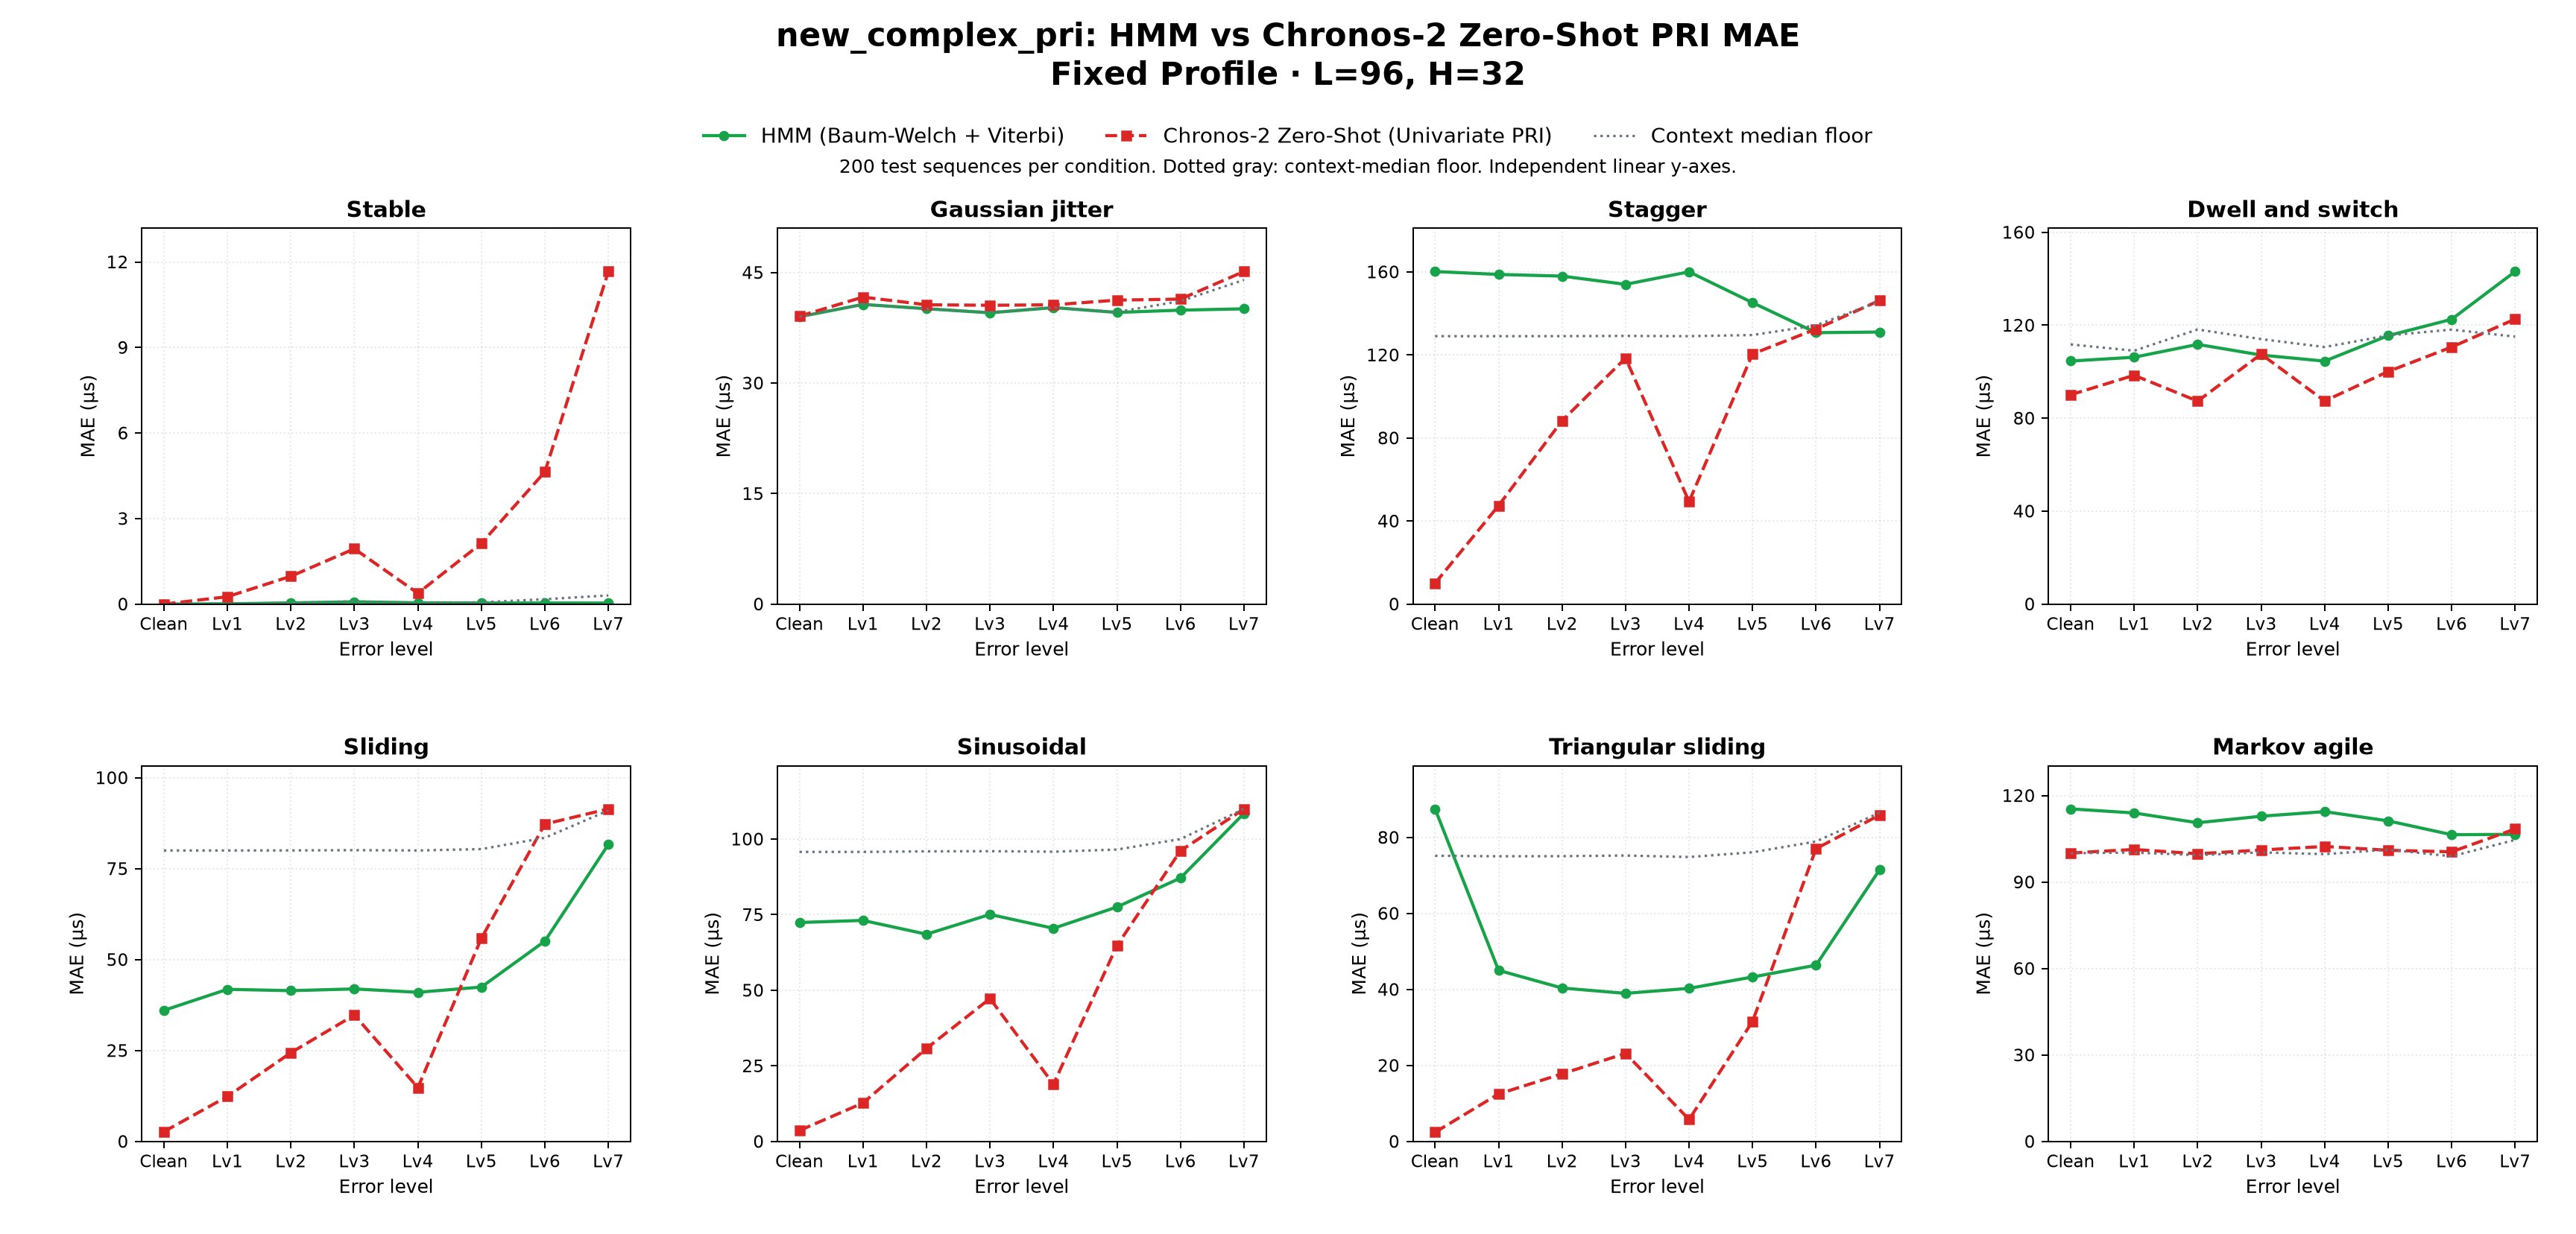 new_complex_pri: HMM vs Chronos-2 Zero-Shot PRI MAE
Fixed Profile · L=96, H=32
HMM (Baum-Welch + Viterbi) Chronos-2 Zero-Shot (Univariate PRI) Context median floor
200 test sequences per condition. Dotted gray: context-median floor. Independent linear y-axes.
Stable
12
9
6
3
0
MAE (µs)
Clean Lv1 Lv2 Lv3 Lv4 Lv5 Lv6 Lv7
Error level
Gaussian jitter
45
30
15
0
MAE (µs)
Clean Lv1 Lv2 Lv3 Lv4 Lv5 Lv6 Lv7
Error level
Stagger
160
120
80
40
0
MAE (µs)
Clean Lv1 Lv2 Lv3 Lv4 Lv5 Lv6 Lv7
Error level
Dwell and switch
160
120
80
40
0
MAE (µs)
Clean Lv1 Lv2 Lv3 Lv4 Lv5 Lv6 Lv7
Error level
Sliding
100
75
50
25
0
MAE (µs)
Clean Lv1 Lv2 Lv3 Lv4 Lv5 Lv6 Lv7
Error level
Sinusoidal
100
75
50
25
0
MAE (µs)
Clean Lv1 Lv2 Lv3 Lv4 Lv5 Lv6 Lv7
Error level
Triangular sliding
80
60
40
20
0
MAE (µs)
Clean Lv1 Lv2 Lv3 Lv4 Lv5 Lv6 Lv7
Error level
Markov agile
120
90
60
30
0
MAE (µs)
Clean Lv1 Lv2 Lv3 Lv4 Lv5 Lv6 Lv7
Error level